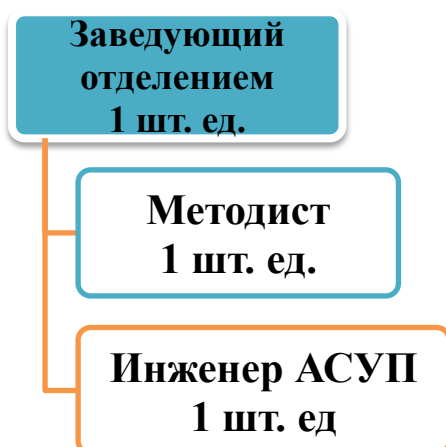 Заведующий
отделением
1 шт. ед.
Методист
1 шт. ед.
Инженер АСУП
1 шт. ед